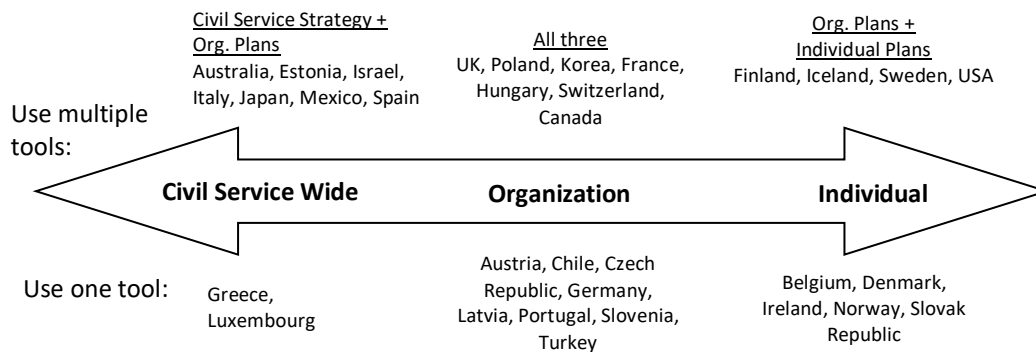 Civil Service Strategy +
Org. Plans
Australia, Estonia, Israel,
Italy, Japan, Mexico, Spain
All three
UK, Poland, Korea, France,
Hungary, Switzerland,
Canada
Org. Plans +
Individual Plans
Finland, Iceland, Sweden, USA
Use multiple
tools:
Civil Service Wide
Organization
Individual
Use one tool:
Greece,
Luxembourg
Austria, Chile, Czech
Republic, Germany,
Latvia, Portugal, Slovenia,
Turkey
Belgium, Denmark,
Ireland, Norway, Slovak
Republic